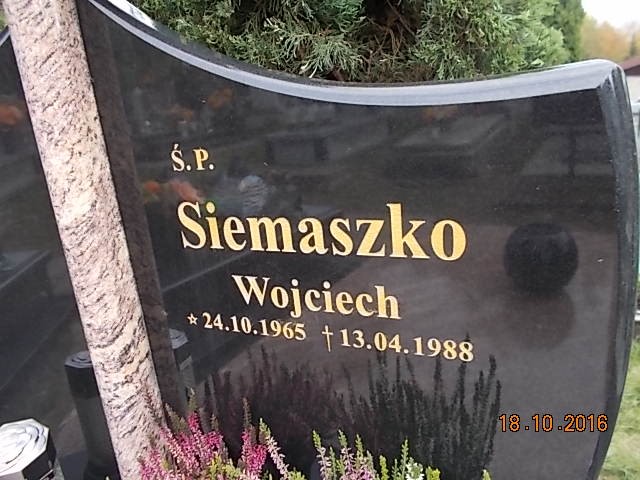 Ś.P.
Siemaszko
Wojciech
* 24.10.1965 † 13.04.1988
18.10.2016